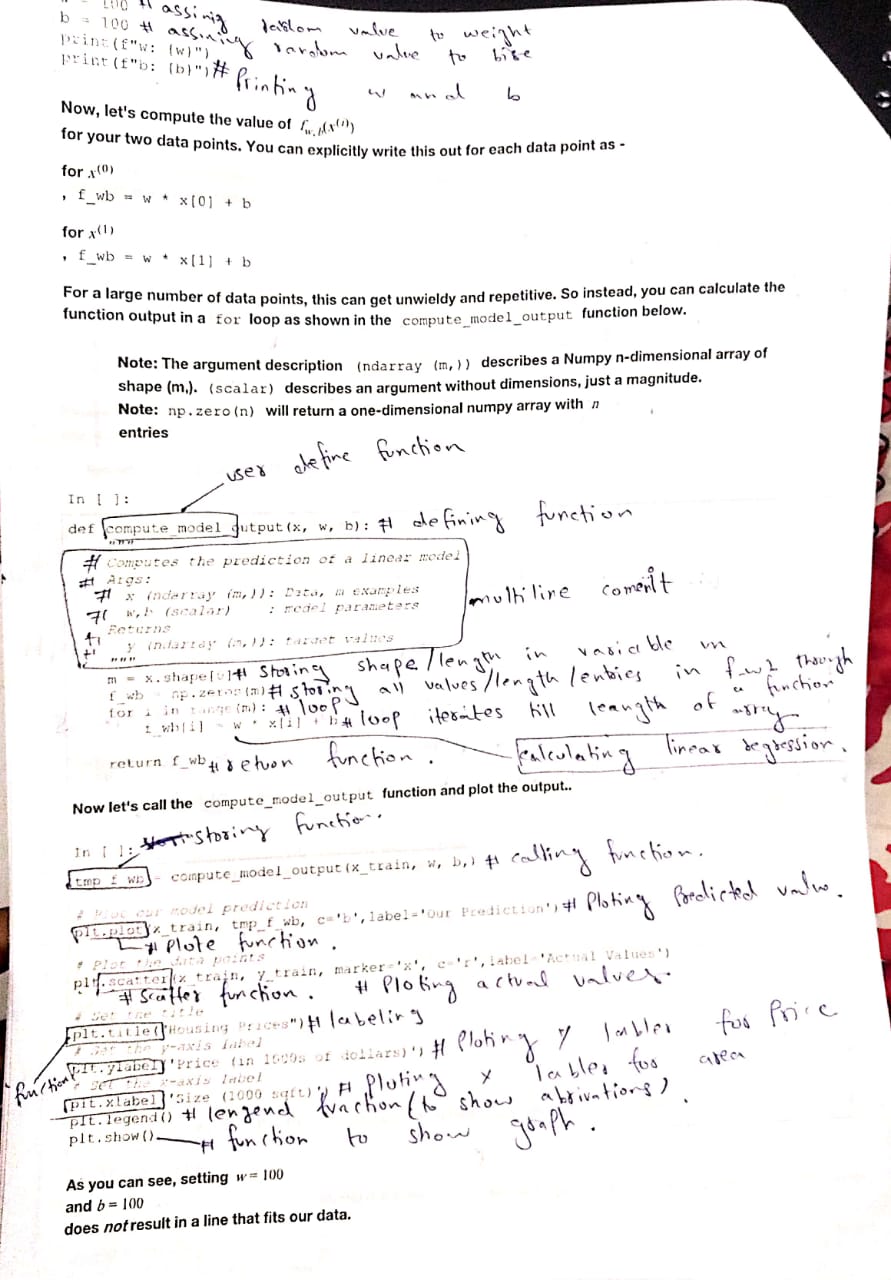 = 100 # assinig random value to weight
b = 100 # assining random value to bise
print(f"w: {w}")
print(f"b: {b}") # Printing w and b
Now, let's compute the value of f_{w,b}(x^{(i)})
for your two data points. You can explicitly write this out for each data point as -
for x^{(0)}
, f_wb = w * x[0] + b
for x^{(1)}
, f_wb = w * x[1] + b
For a large number of data points, this can get unwieldy and repetitive. So instead, you can calculate the
function output in a for loop as shown in the compute_model_output function below.
Note: The argument description (ndarray (m,)) describes a Numpy n-dimensional array of
shape (m,). (scalar) describes an argument without dimensions, just a magnitude.
Note: np.zero(n) will return a one-dimensional numpy array with n
entries
user define function
In [ ]:
def compute_model_output(x, w, b): # defining function
"""
# Computes the prediction of a linear model
# Args:
# x (ndarray (m,)): Data, m examples
# w,b (scalar) : model parameters
# Returns
# y (ndarray (m,)): target values
"""
multiline coment
m = x.shape[0] # Storing shape/length in variable m
f_wb = np.zeros(m) # storing all values/length/entries in f_wb through a function
for i in range(m): # loop
f_wb[i] = w * x[i] + b # loop iterates till leangth of array
calculating linear regression.
return f_wb # retuon function.
Now let's call the compute_model_output function and plot the output..
In [ ]: storing function.
tmp_f_wb = compute_model_output(x_train, w, b,) # calling function.
# Plot our model prediction
plt.plot(x_train, tmp_f_wb, c='b',label='Our Prediction') # Ploting Predicted value.
# Plote function.
# Plot the data points
plt.scatter(x_train, y_train, marker='x', c='r',label='Actual Values')
# Scatter function. # Ploting actual values.
# Set the title
plt.title("Housing Prices") # labeling
# Set the y-axis label
plt.ylabel('Price (in 1000s of dollars)') # Ploting y lables for Price
function
# Set the x-axis label
plt.xlabel('Size (1000 sqft)') # Ploting x lables for area
plt.legend() # lengend function (to show abrivations).
plt.show() # function to show graph.
As you can see, setting w = 100
and b = 100
does not result in a line that fits our data.